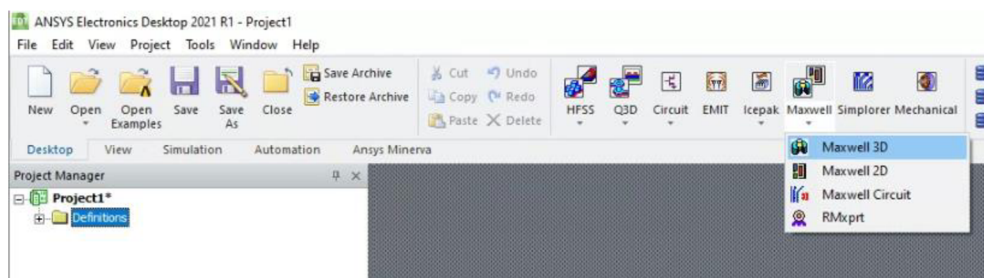 ANSYS Electronics Desktop 2021 R1 - Project1
File Edit View Project Tools Window Help
New Open Open Examples Save Save As Close Save Archive Restore Archive Cut Undo Copy Redo Paste Delete HFSS Q3D Circuit EMIT Icepak Maxwell Simplorer Mechanical
Desktop View Simulation Automation Ansys Minerva
Maxwell 3D
Project Manager
Maxwell 2D
Project1*
Maxwell Circuit
Definitions
RMxprt